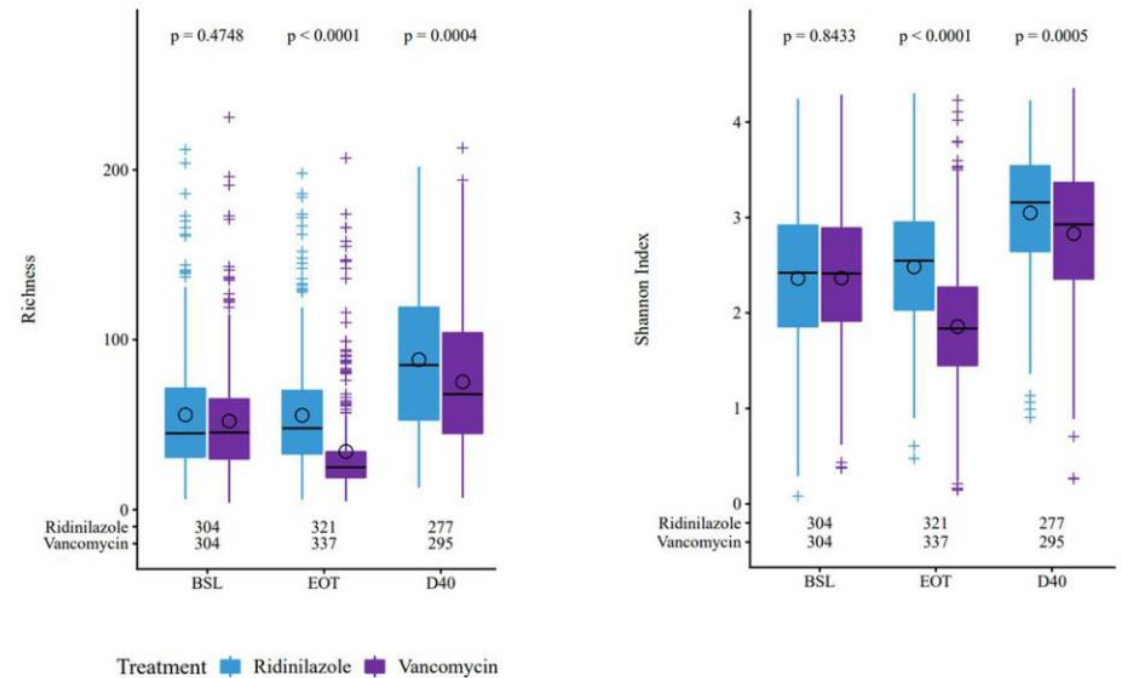 p = 0.4748 p < 0.0001 p = 0.0004
200
100
0
Richness
Ridinilazole 304 321 277
Vancomycin 304 337 295
BSL EOT D40
p = 0.8433 p < 0.0001 p = 0.0005
4
3
2
1
0
Shannon Index
Ridinilazole 304 321 277
Vancomycin 304 337 295
BSL EOT D40
Treatment Ridinilazole Vancomycin